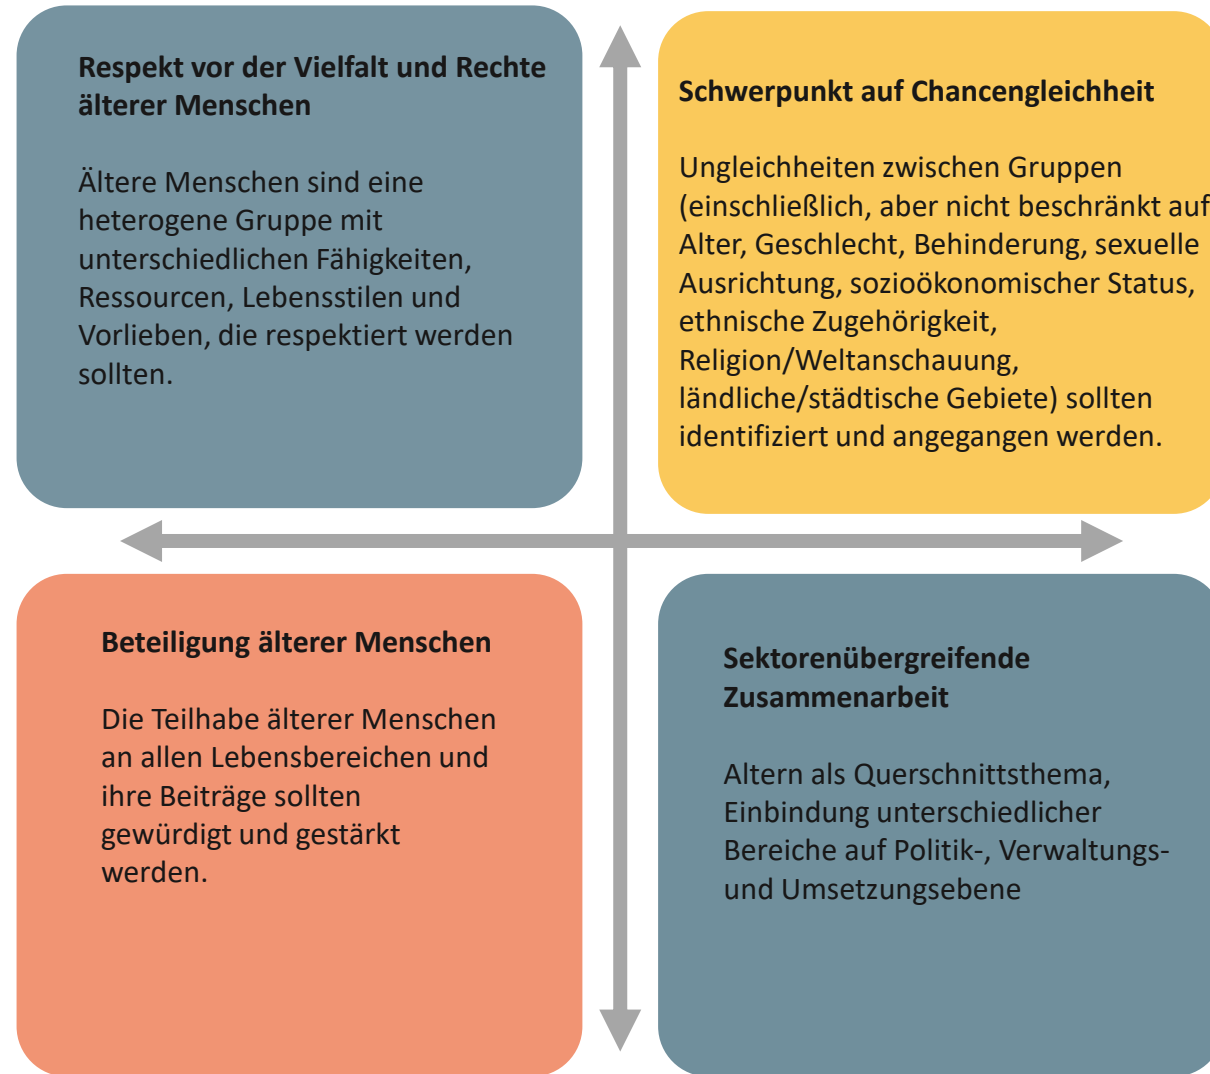 Respekt vor der Vielfalt und Rechte
älterer Menschen
Ältere Menschen sind eine
heterogene Gruppe mit
unterschiedlichen Fähigkeiten,
Ressourcen, Lebensstilen und
Vorlieben, die respektiert werden
sollten.
Schwerpunkt auf Chancengleichheit
Ungleichheiten zwischen Gruppen
(einschließlich, aber nicht beschränkt auf
Alter, Geschlecht, Behinderung, sexuelle
Ausrichtung, sozioökonomischer Status,
ethnische Zugehörigkeit,
Religion/Weltanschauung,
ländliche/städtische Gebiete) sollten
identifiziert und angegangen werden.
Beteiligung älterer Menschen
Die Teilhabe älterer Menschen
an allen Lebensbereichen und
ihre Beiträge sollten
gewürdigt und gestärkt
werden.
Sektorenübergreifende
Zusammenarbeit
Altern als Querschnittsthema,
Einbindung unterschiedlicher
Bereiche auf Politik-, Verwaltungs-
und Umsetzungsebene